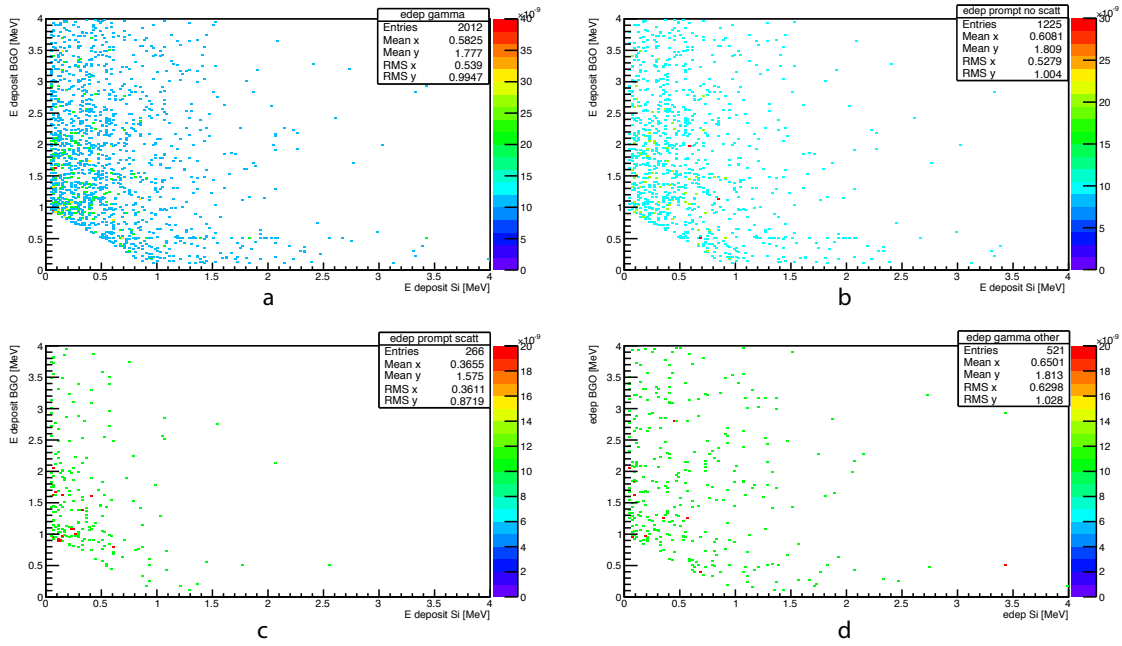 edep gamma
Entries 2012
Mean x 0.5825
Mean y 1.777
RMS x 0.539
RMS y 0.9947
×10⁻⁹
E deposit BGO [MeV]
4
3.5
3
2.5
2
1.5
1
0.5
0
0 0.5 1 1.5 2 2.5 3 3.5 4
E deposit Si [MeV]
40
35
30
25
20
15
10
5
0
a
edep prompt no scatt
Entries 1225
Mean x 0.6081
Mean y 1.809
RMS x 0.5279
RMS y 1.004
×10⁻⁹
E deposit BGO [MeV]
4
3.5
3
2.5
2
1.5
1
0.5
0
0 0.5 1 1.5 2 2.5 3 3.5 4
E deposit Si [MeV]
30
25
20
15
10
5
0
b
edep prompt scatt
Entries 266
Mean x 0.3655
Mean y 1.575
RMS x 0.3611
RMS y 0.8719
×10⁻⁹
E deposit BGO [MeV]
4
3.5
3
2.5
2
1.5
1
0.5
0
0 0.5 1 1.5 2 2.5 3 3.5 4
E deposit Si [MeV]
20
18
16
14
12
10
8
6
4
2
0
c
edep gamma other
Entries 521
Mean x 0.6501
Mean y 1.813
RMS x 0.6298
RMS y 1.028
×10⁻⁹
edep BGO [MeV]
4
3.5
3
2.5
2
1.5
1
0.5
0
0 0.5 1 1.5 2 2.5 3 3.5 4
edep Si [MeV]
20
18
16
14
12
10
8
6
4
2
0
d